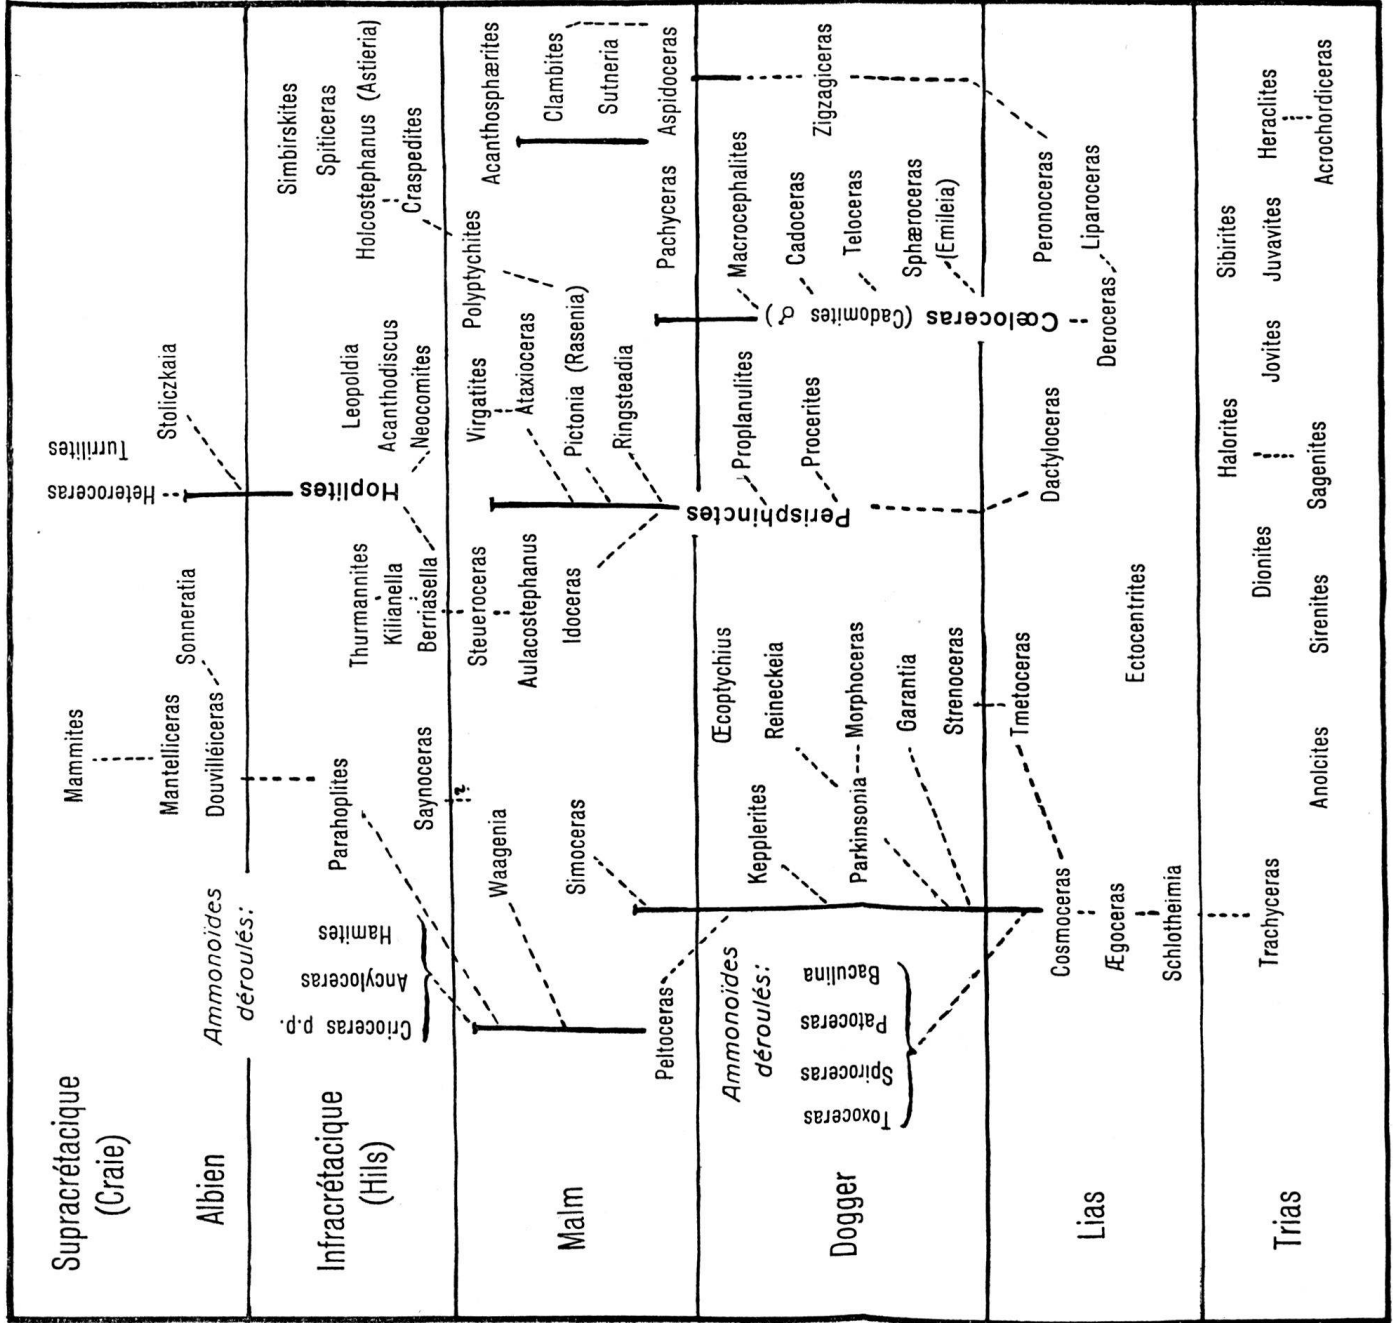 Supracrétacique
(Craie)
Mammites
Heteroceras
Turrilites
Albien
Mantelliceras
Douvilléiceras
Sonneratia
Stoliczkaia
Ammonoïdes
déroulés:
Infracrétacique
(Hils)
Crioceras p.p.
Ancyloceras
Hamites
Parahoplites
Saynoceras
Thurmannites
Kilianella
Berriasella
Hoplites
Leopoldia
Acanthodiscus
Neocomites
Simbirskites
Spiticeras
Holcostephanus (Astieria)
Craspedites
?
Malm
Waagenia
Simoceras
Peltoceras
Steueroceras
Aulacostephanus
Idoceras
Virgatites
Ataxioceras
Pictonia (Rasenia)
Ringsteadia
Polyptychites
Pachyceras
Acanthosphærites
Clambites
Sutneria
Aspidoceras
Dogger
Ammonoïdes
déroulés:
Toxoceras
Spiroceras
Patoceras
Baculina
Kepplerites
Parkinsonia
Œcoptychius
Reineckeia
Morphoceras
Garantia
Strenoceras
Perisphinctes
Proplanulites
Procerites
Macrocephalites
Cadoceras
Teloceras
Sphæroceras
(Emileia)
Cœloceras (Cadomites ♂)
Zigzagiceras
Lias
Cosmoceras
Ægoceras
Schlotheimia
Tmetoceras
Ectocentrites
Dactylioceras
Deroceras
Peronoceras
Liparoceras
Trias
Trachyceras
Anolcites
Dionites
Sirenites
Halorites
Sagenites
Jovites
Sibirites
Juvavites
Heraclites
Acrochordiceras